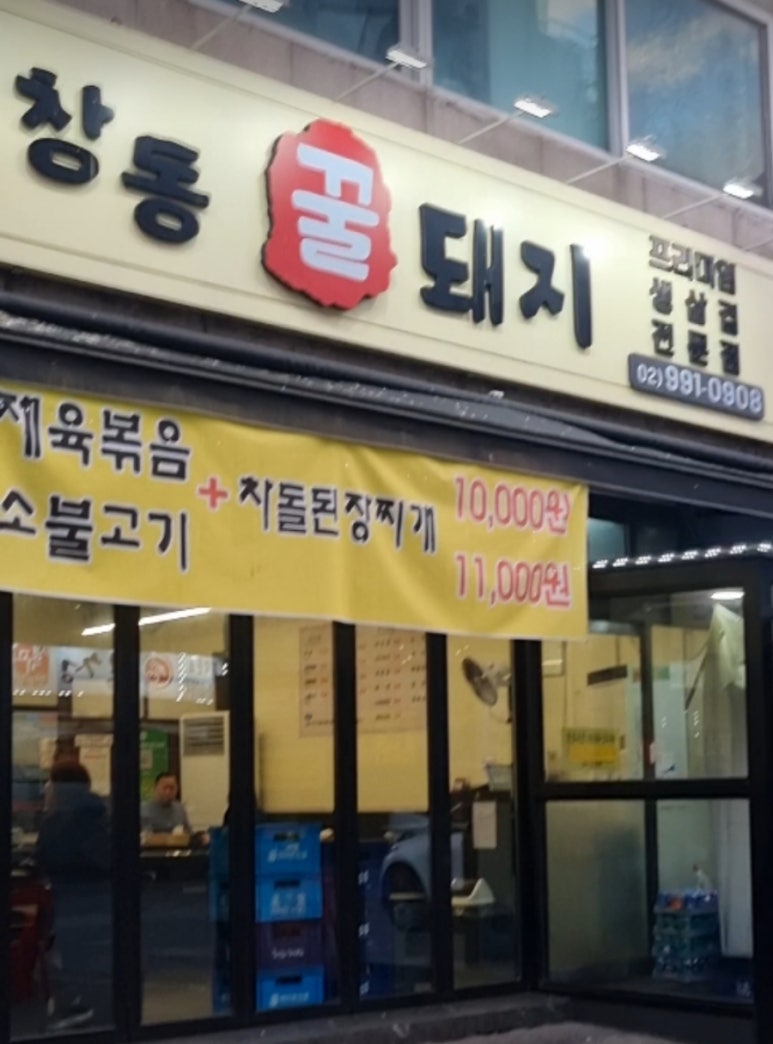 창동 꿀돼지
프리미엄
생삼겹
전문점
02) 991-0908
제육볶음
소불고기
+ 차돌된장찌개
10,000원
11,000원